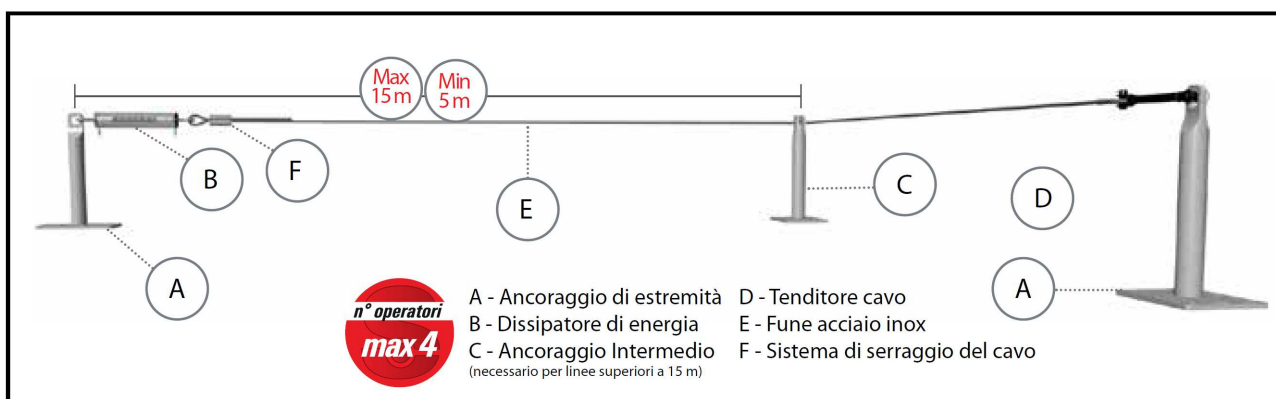 Max
15 m
Min
5 m
B
F
E
C
D
A
A
n° operatori
max 4
A - Ancoraggio di estremità
B - Dissipatore di energia
C - Ancoraggio Intermedio
(necessario per linee superiori a 15 m)
D - Tenditore cavo
E - Fune acciaio inox
F - Sistema di serraggio del cavo